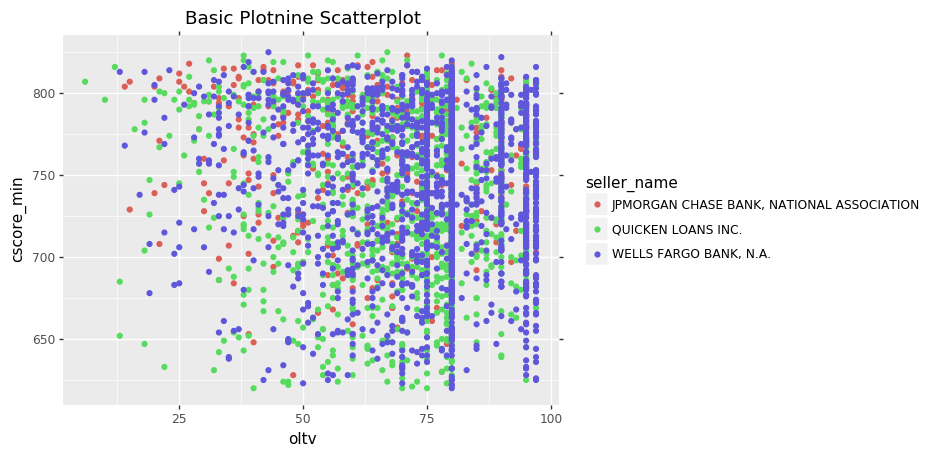 Basic Plotnine Scatterplot
cscore_min
800
750
700
650
25
50
75
100
oltv
seller_name
JPMORGAN CHASE BANK, NATIONAL ASSOCIATION
QUICKEN LOANS INC.
WELLS FARGO BANK, N.A.